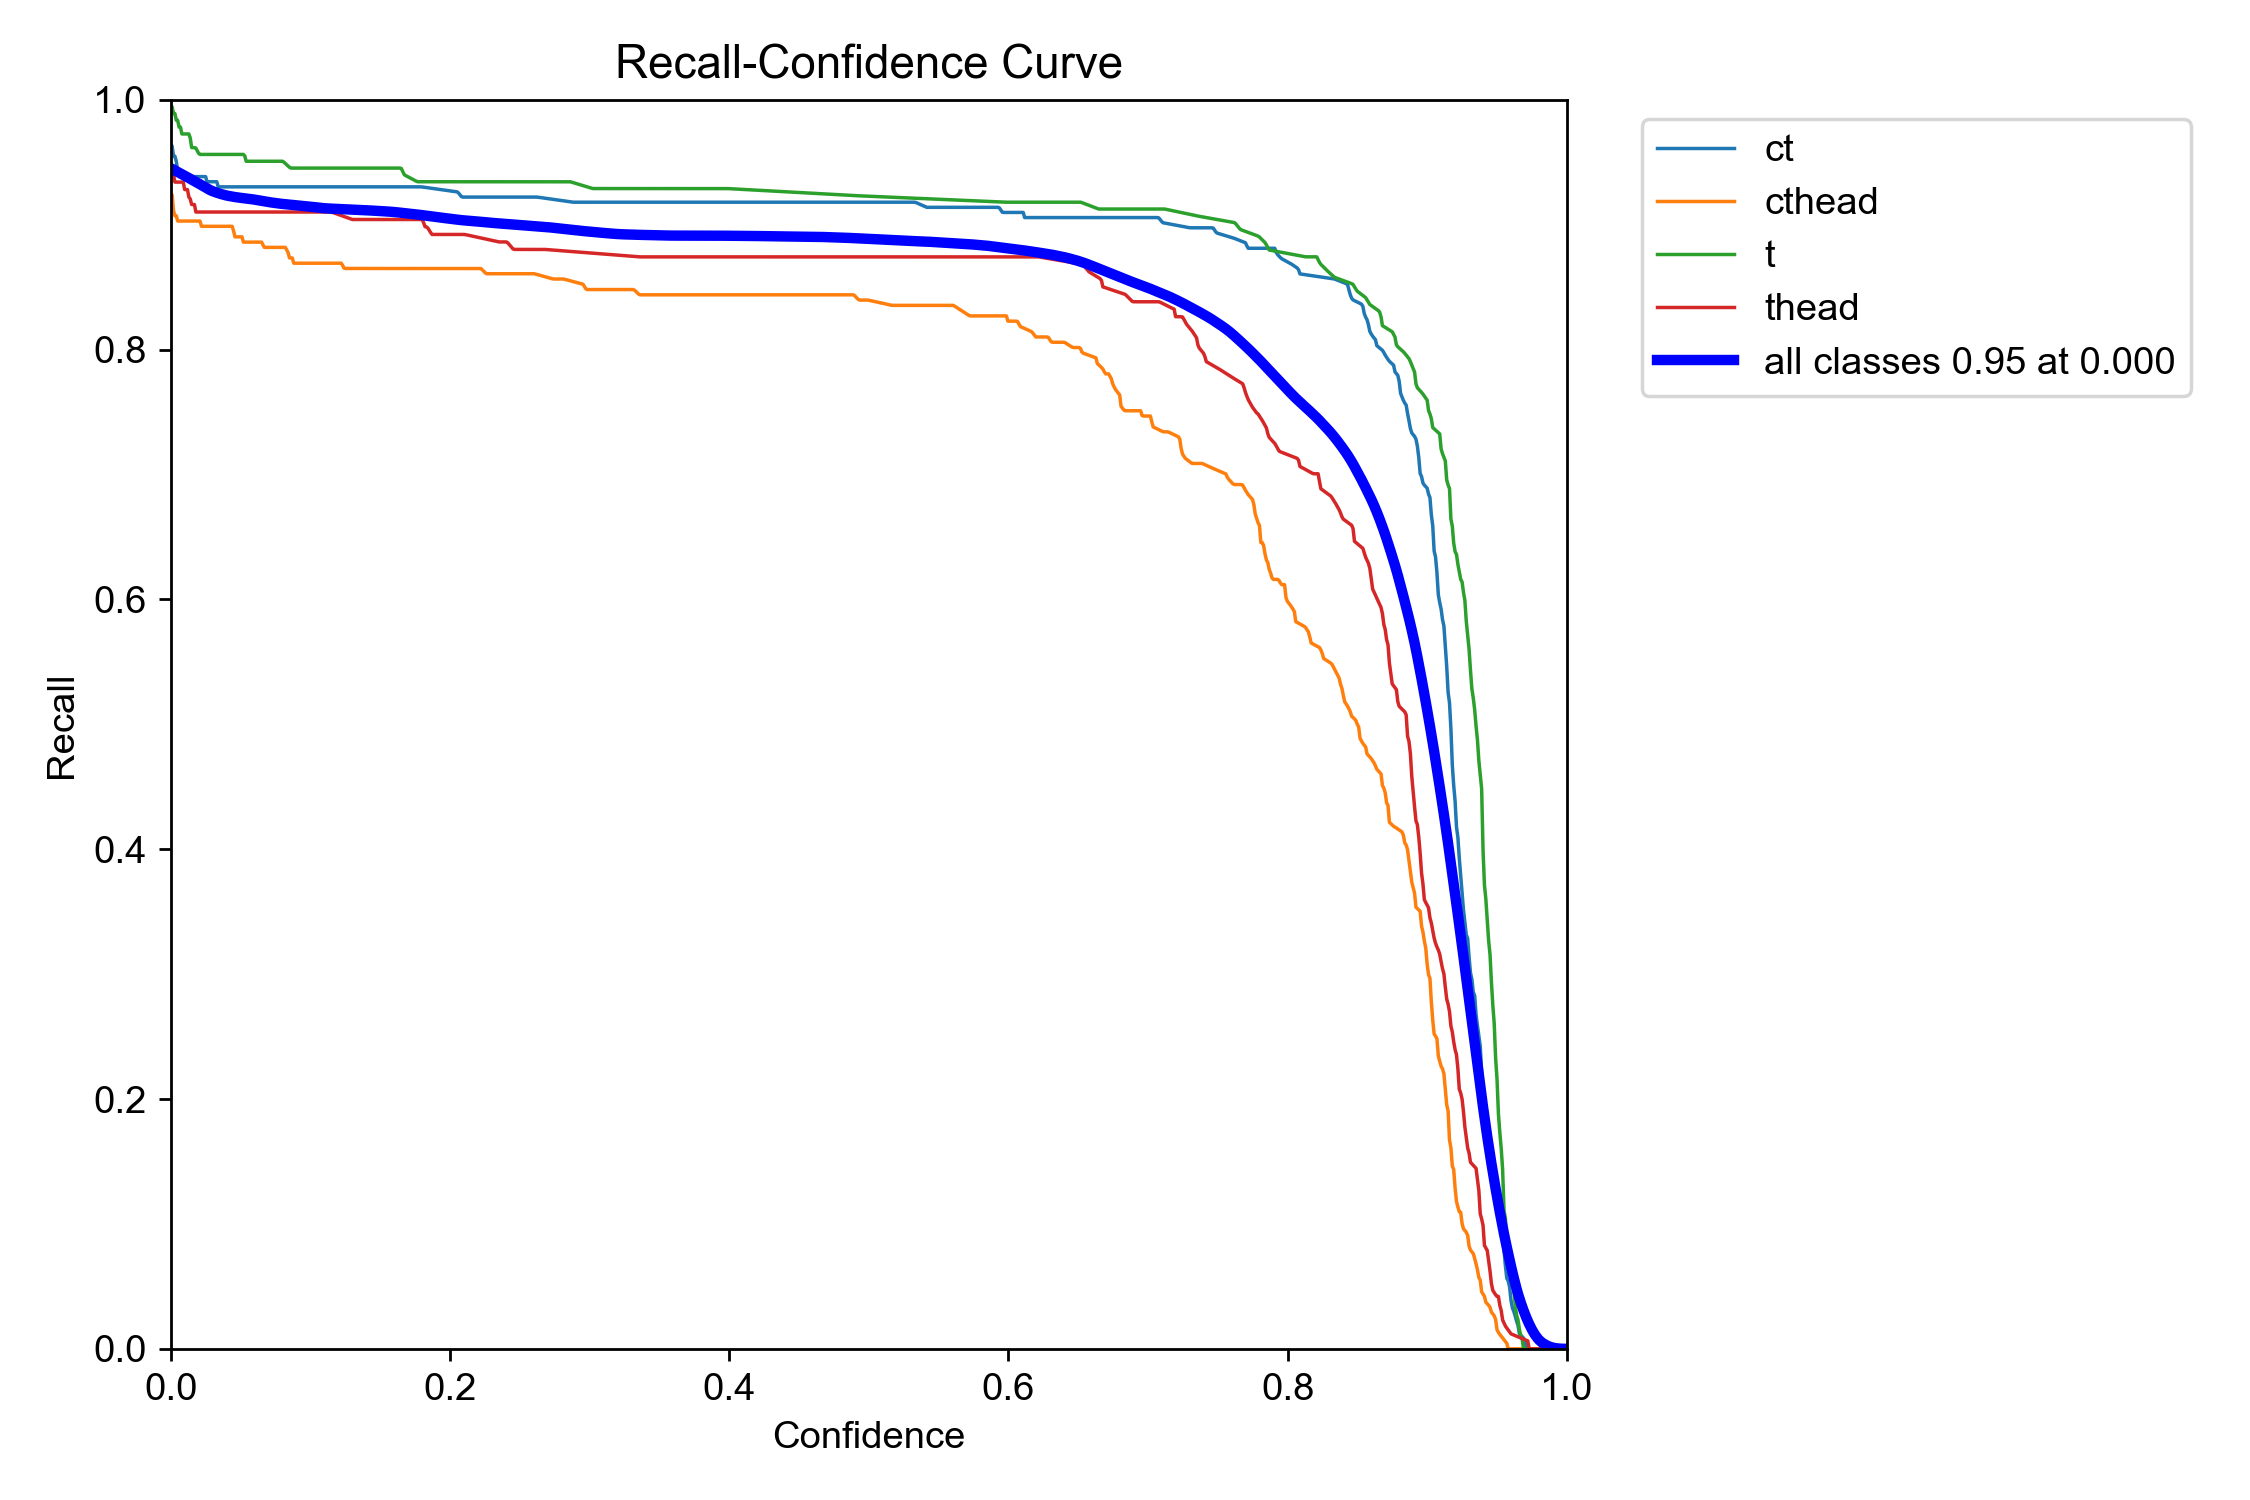 Recall-Confidence Curve
1.0
0.8
0.6
0.4
0.2
0.0
Recall
0.0 0.2 0.4 0.6 0.8 1.0
Confidence
ct
cthead
t
thead
all classes 0.95 at 0.000